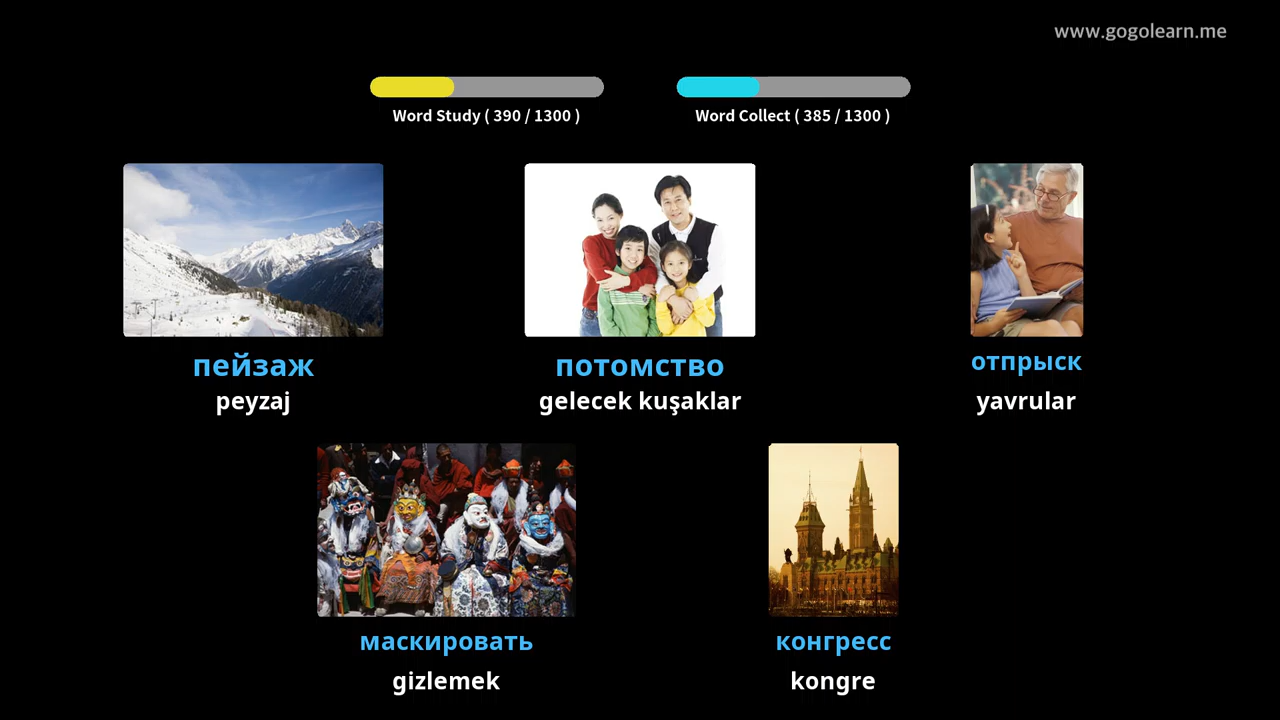 www.gogolearn.me
Word Study ( 390 / 1300 )
Word Collect ( 385 / 1300 )
пейзаж
peyzaj
потомство
gelecek kuşaklar
отпрыск
yavrular
маскировать
gizlemek
конгресс
kongre